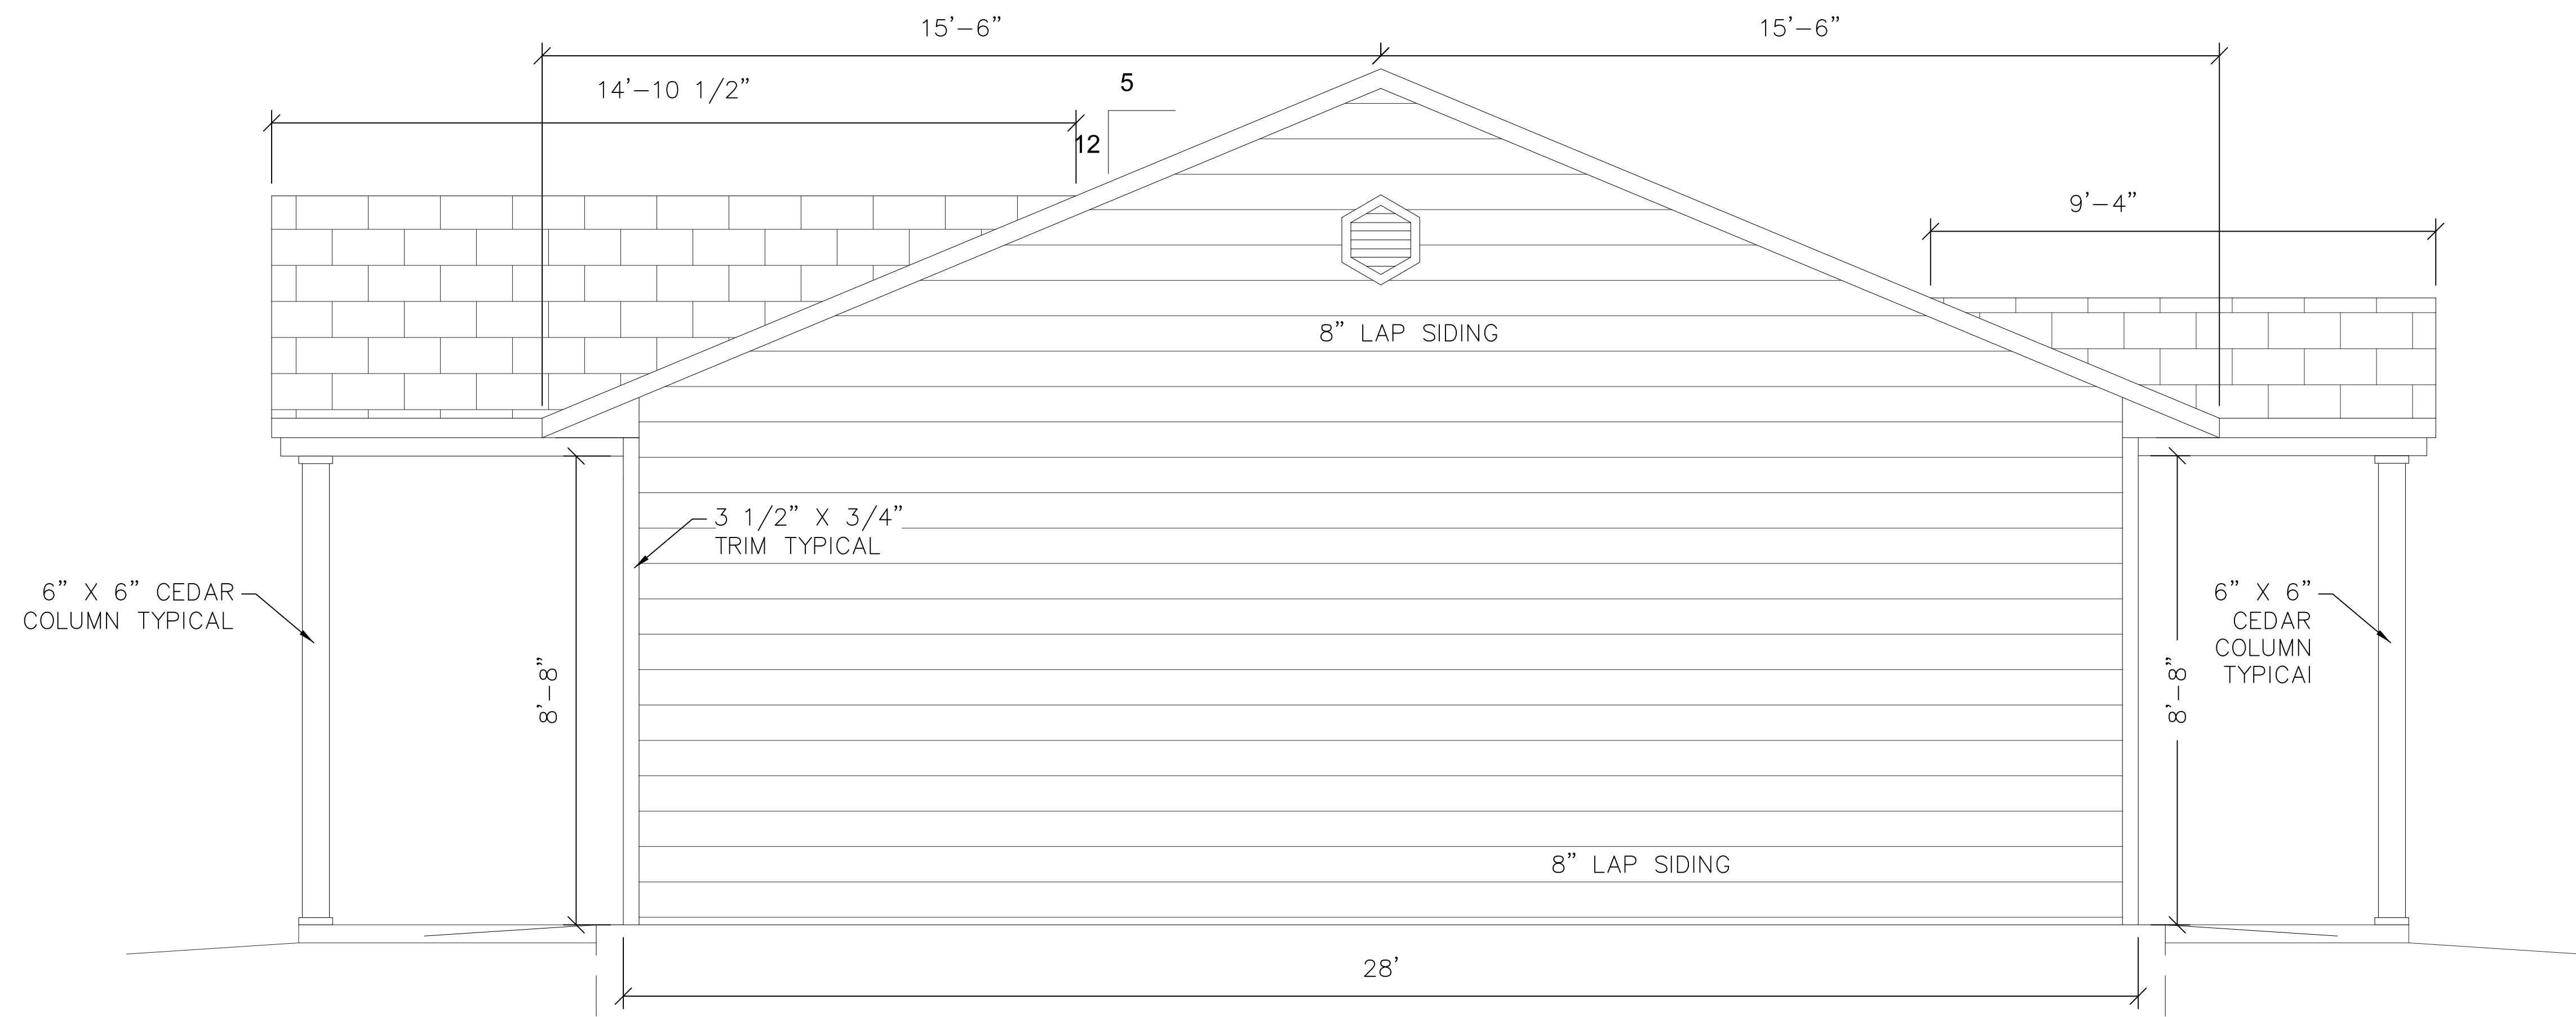 15'-6"
15'-6"
14'-10 1/2"
5
12
9'-4"
8" LAP SIDING
3 1/2" X 3/4"
TRIM TYPICAL
6" X 6" CEDAR
COLUMN TYPICAL
6" X 6"
CEDAR
COLUMN
TYPICAl
8'-8"
8'-8"
8" LAP SIDING
28'